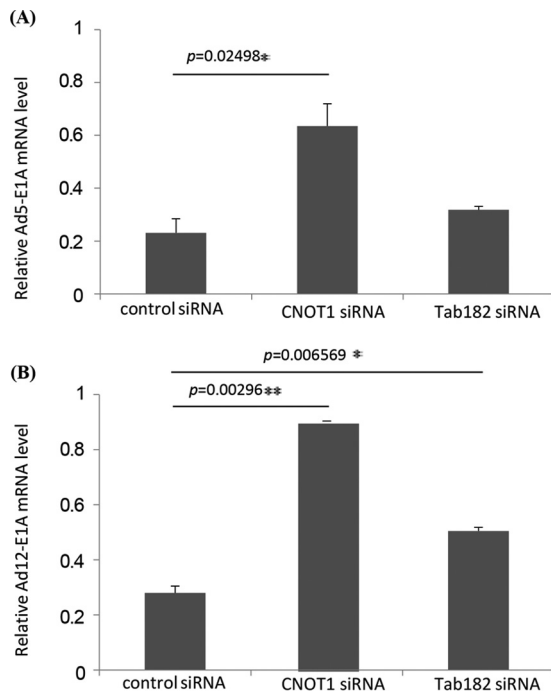 (A)
p=0.02498*
Relative Ad5-E1A mRNA level
1
0.8
0.6
0.4
0.2
0
control siRNA
CNOT1 siRNA
Tab182 siRNA
(B)
p=0.006569 *
p=0.00296**
Relative Ad12-E1A mRNA level
1
0.8
0.6
0.4
0.2
0
control siRNA
CNOT1 siRNA
Tab182 siRNA